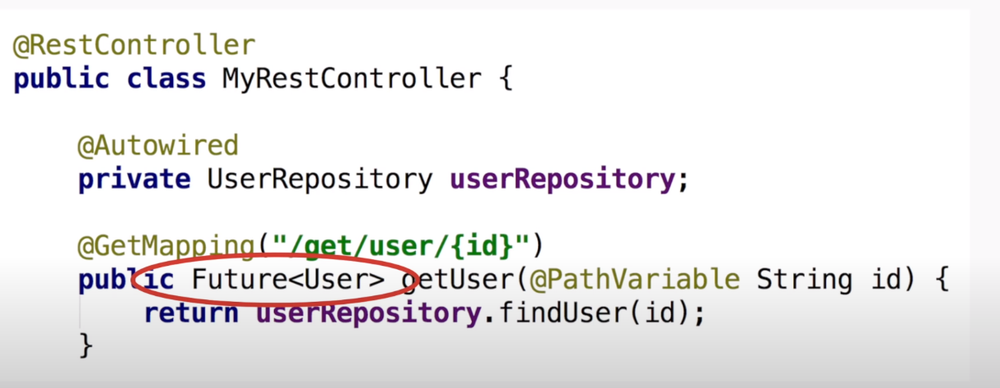 @RestController
public class MyRestController {
@Autowired
private UserRepository userRepository;
@GetMapping("/get/user/{id}")
public Future<User> getUser(@PathVariable String id) {
return userRepository.findUser(id);
}